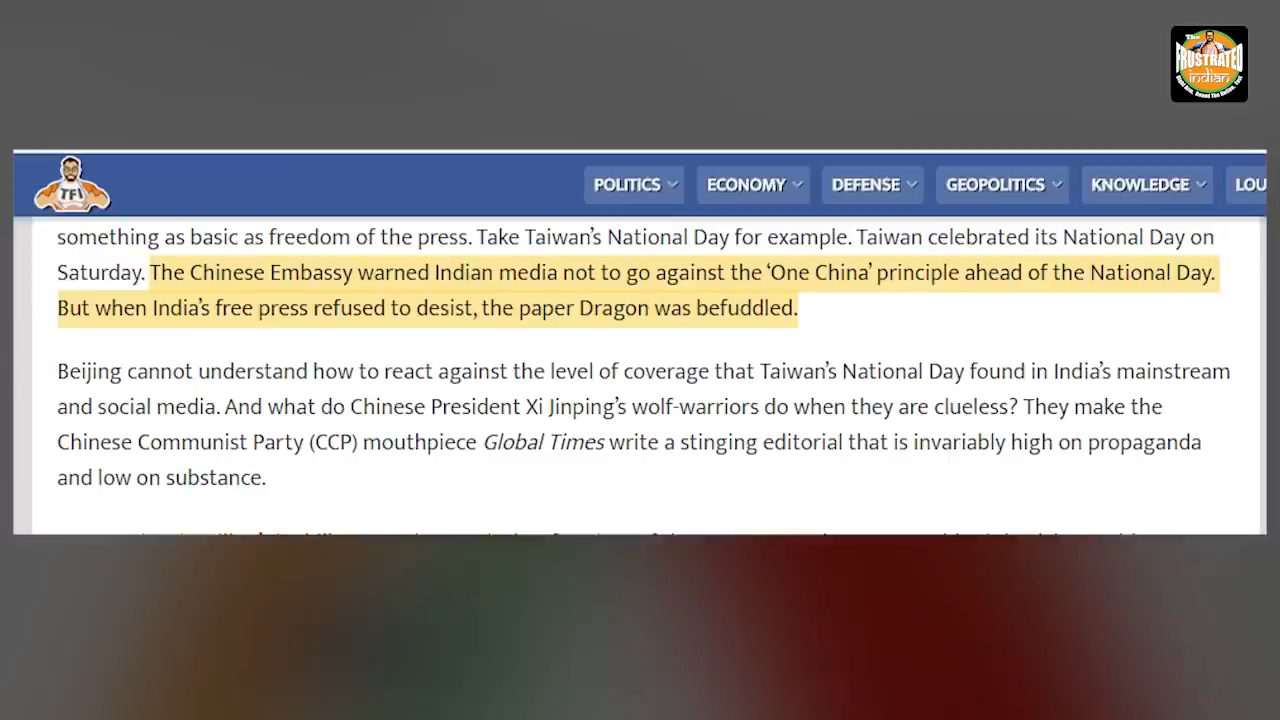 The
FRUSTRATED
indian
TFI
POLITICS
ECONOMY
DEFENSE
GEOPOLITICS
KNOWLEDGE
LOU
something as basic as freedom of the press. Take Taiwan’s National Day for example. Taiwan celebrated its National Day on
Saturday. The Chinese Embassy warned Indian media not to go against the ‘One China’ principle ahead of the National Day.
But when India’s free press refused to desist, the paper Dragon was befuddled.
Beijing cannot understand how to react against the level of coverage that Taiwan’s National Day found in India’s mainstream
and social media. And what do Chinese President Xi Jinping’s wolf-warriors do when they are clueless? They make the
Chinese Communist Party (CCP) mouthpiece Global Times write a stinging editorial that is invariably high on propaganda
and low on substance.